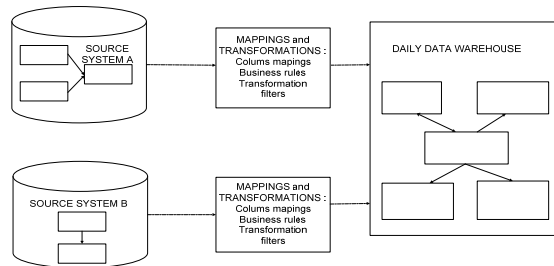 SOURCE
SYSTEM A
MAPPINGS and
TRANSFORMATIONS :
Colums mapings
Business rules
Transformation
filters
DAILY DATA WAREHOUSE
SOURCE SYSTEM B
MAPPINGS and
TRANSFORMATIONS :
Colums mapings
Business rules
Transformation
filters